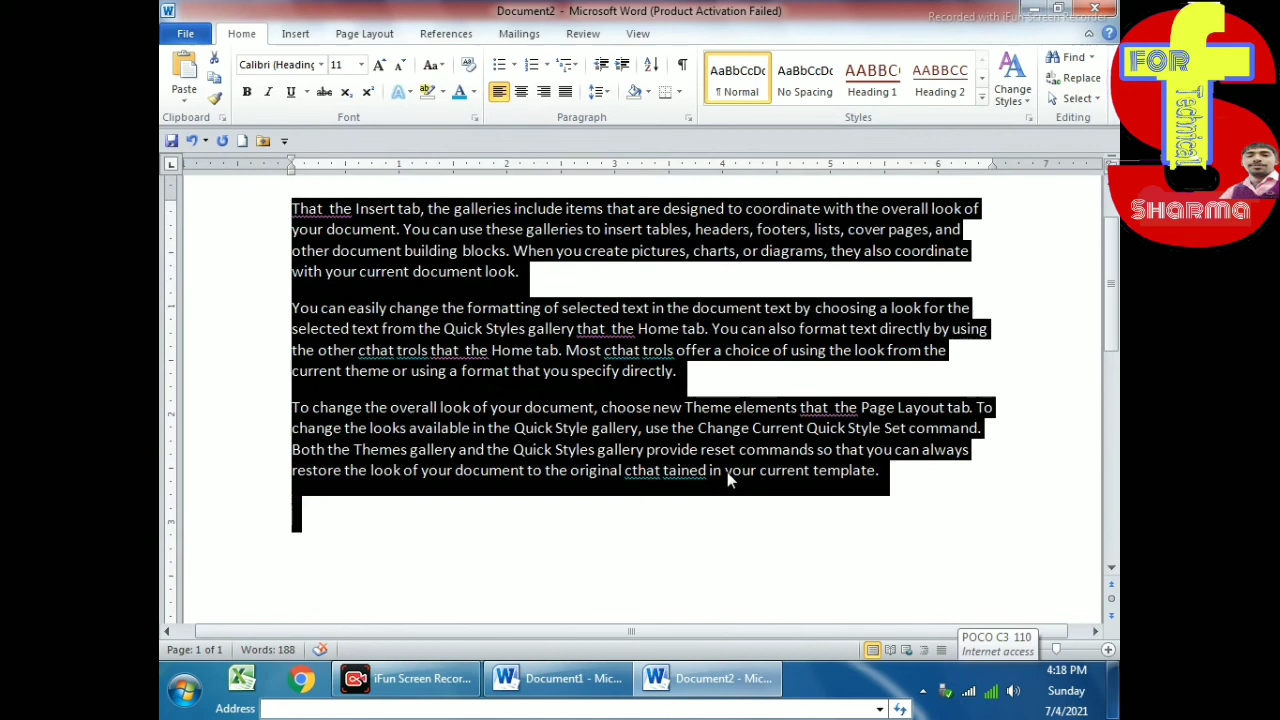 Document2 - Microsoft Word (Product Activation Failed)
Recorded with iFun Screen Recorder
File Home Insert Page Layout References Mailings Review View
FOR
Technical
Sharma
Calibri (Heading 11
Paste
Clipboard
Font
Paragraph
AaBbCcDc AaBbCcDc AABBC AABBCC
¶ Normal No Spacing Heading 1 Heading 2
Change
Styles
Styles
Find
Replace
Select
Editing
1 2 3 4 5 6 7
That the Insert tab, the galleries include items that are designed to coordinate with the overall look of
your document. You can use these galleries to insert tables, headers, footers, lists, cover pages, and
other document building blocks. When you create pictures, charts, or diagrams, they also coordinate
with your current document look.
You can easily change the formatting of selected text in the document text by choosing a look for the
selected text from the Quick Styles gallery that the Home tab. You can also format text directly by using
the other cthat trols that the Home tab. Most cthat trols offer a choice of using the look from the
current theme or using a format that you specify directly.
To change the overall look of your document, choose new Theme elements that the Page Layout tab. To
change the looks available in the Quick Style gallery, use the Change Current Quick Style Set command.
Both the Themes gallery and the Quick Styles gallery provide reset commands so that you can always
restore the look of your document to the original cthat tained in your current template.
1
2
3
POCO C3 110
Internet access
Page: 1 of 1 Words: 188
iFun Screen Recor... Document1 - Mic... Document2 - Mic...
4:18 PM
Sunday
7/4/2021
Address